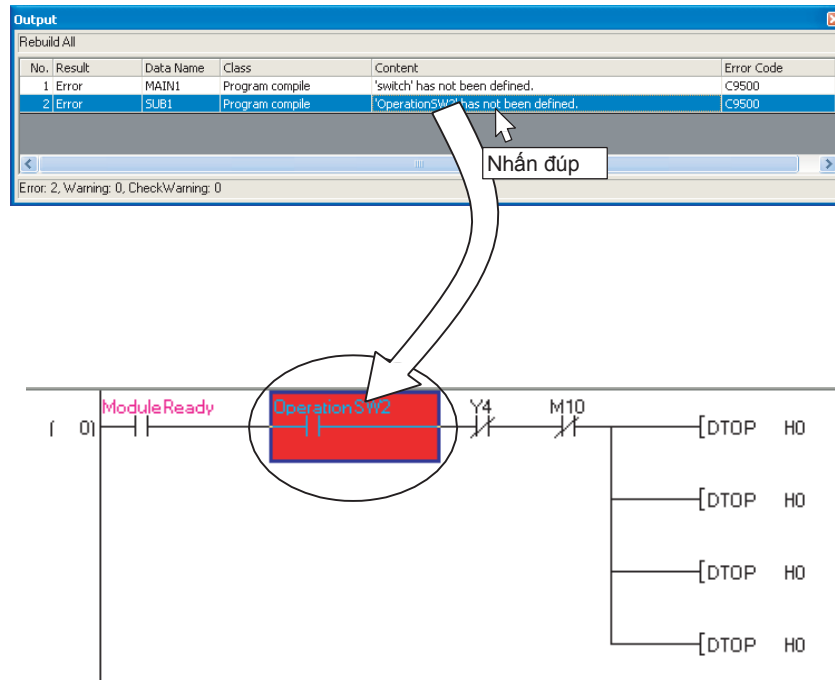 Output
Rebuild All
No. Result Data Name Class Content Error Code
1 Error MAIN1 Program compile 'switch' has not been defined. C9500
2 Error SUB1 Program compile 'OperationSW2' has not been defined. C9500
Nhấn đúp
Error: 2, Warning: 0, CheckWarning: 0
ModuleReady OperationSW2 Y4 M10
( 0) [DTOP H0
[DTOP H0
[DTOP H0
[DTOP H0